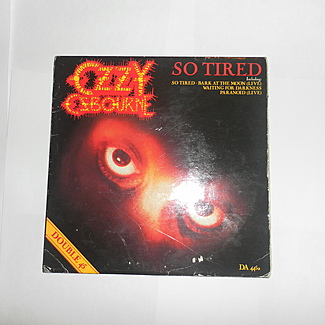 OZZY
OSBOURNE
SO TIRED
Including:
SO TIRED · BARK AT THE MOON (LIVE)
WAITING FOR DARKNESS
PARANOID (LIVE)
DOUBLE 45
DA 4460